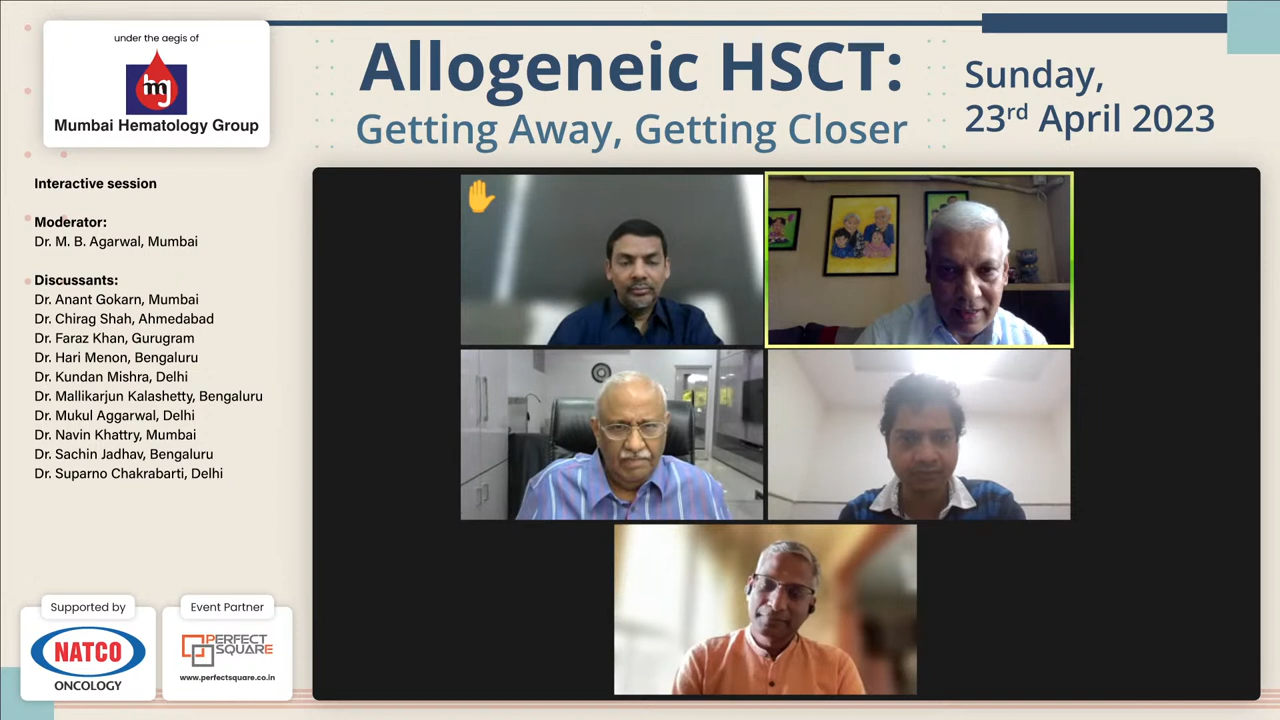 under the aegis of
mg
Mumbai Hematology Group
Allogeneic HSCT:
Getting Away, Getting Closer
Sunday,
23rd April 2023
Interactive session
Moderator:
Dr. M. B. Agarwal, Mumbai
Discussants:
Dr. Anant Gokarn, Mumbai
Dr. Chirag Shah, Ahmedabad
Dr. Faraz Khan, Gurugram
Dr. Hari Menon, Bengaluru
Dr. Kundan Mishra, Delhi
Dr. Mallikarjun Kalashetty, Bengaluru
Dr. Mukul Aggarwal, Delhi
Dr. Navin Khattry, Mumbai
Dr. Sachin Jadhav, Bengaluru
Dr. Suparno Chakrabarti, Delhi
Supported by
NATCO
ONCOLOGY
Event Partner
PERFECT
SQUARE
www.perfectsquare.co.in